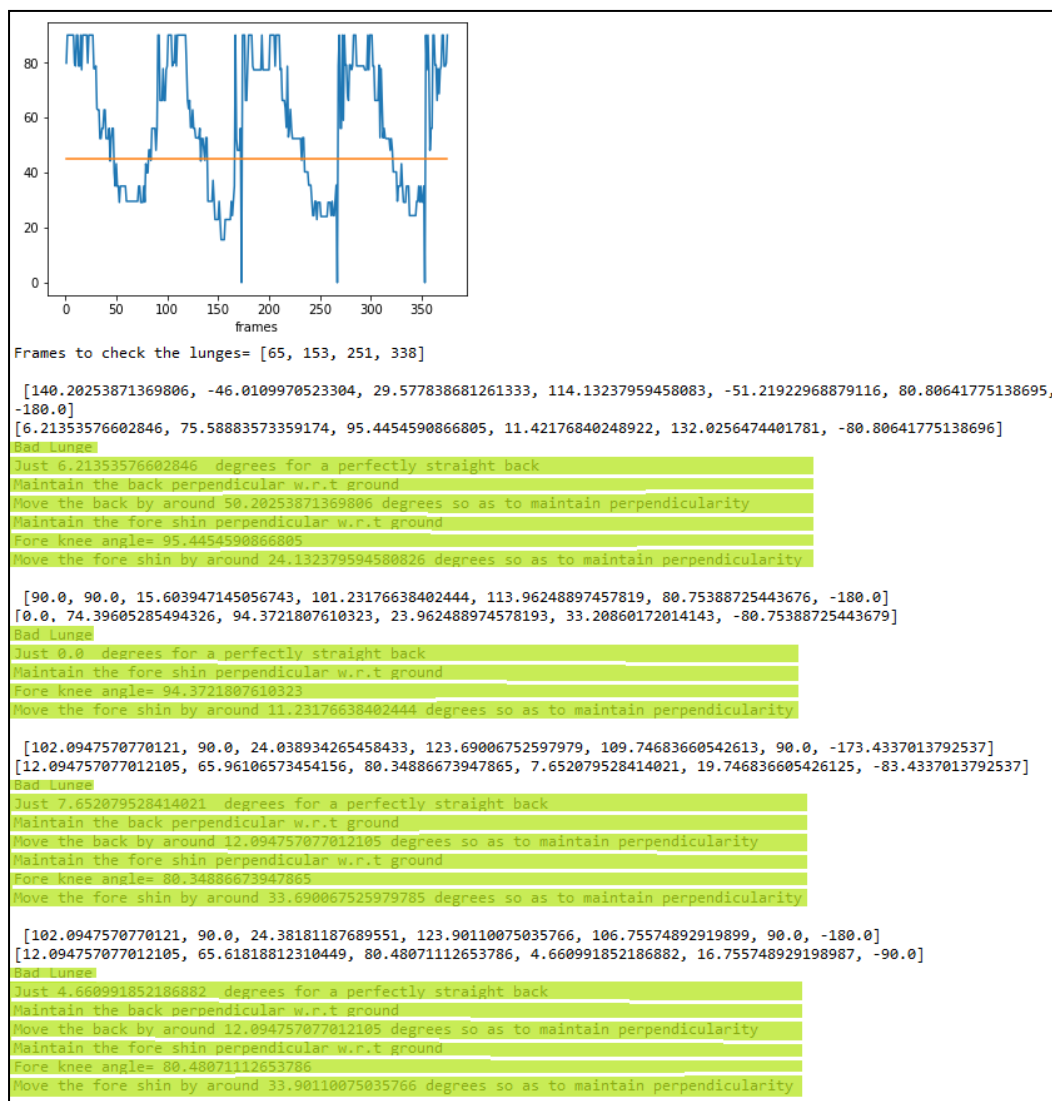 80
60
40
20
0
0 50 100 150 200 250 300 350
frames
Frames to check the lunges= [65, 153, 251, 338]
[140.20253871369806, -46.0109970523304, 29.577838681261333, 114.13237959458083, -51.21922968879116, 80.80641775138695,
-180.0]
[6.21353576602846, 75.58883573359174, 95.4454590866805, 11.42176840248922, 132.0256474401781, -80.80641775138696]
Bad Lunge
Just 6.21353576602846  degrees for a perfectly straight back
Maintain the back perpendicular w.r.t ground
Move the back by around 50.20253871369806 degrees so as to maintain perpendicularity
Maintain the fore shin perpendicular w.r.t ground
Fore knee angle= 95.4454590866805
Move the fore shin by around 24.132379594580826 degrees so as to maintain perpendicularity
[90.0, 90.0, 15.603947145056743, 101.23176638402444, 113.96248897457819, 80.75388725443676, -180.0]
[0.0, 74.39605285494326, 94.3721807610323, 23.962488974578193, 33.20860172014143, -80.75388725443679]
Bad Lunge
Just 0.0  degrees for a perfectly straight back
Maintain the fore shin perpendicular w.r.t ground
Fore knee angle= 94.3721807610323
Move the fore shin by around 11.23176638402444 degrees so as to maintain perpendicularity
[102.0947570770121, 90.0, 24.038934265458433, 123.69006752597979, 109.74683660542613, 90.0, -173.4337013792537]
[12.094757077012105, 65.96106573454156, 80.34886673947865, 7.652079528414021, 19.746836605426125, -83.4337013792537]
Bad Lunge
Just 7.652079528414021  degrees for a perfectly straight back
Maintain the back perpendicular w.r.t ground
Move the back by around 12.094757077012105 degrees so as to maintain perpendicularity
Maintain the fore shin perpendicular w.r.t ground
Fore knee angle= 80.34886673947865
Move the fore shin by around 33.690067525979785 degrees so as to maintain perpendicularity
[102.0947570770121, 90.0, 24.38181187689551, 123.90110075035766, 106.75574892919899, 90.0, -180.0]
[12.094757077012105, 65.61818812310449, 80.48071112653786, 4.660991852186882, 16.755748929198987, -90.0]
Bad Lunge
Just 4.660991852186882  degrees for a perfectly straight back
Maintain the back perpendicular w.r.t ground
Move the back by around 12.094757077012105 degrees so as to maintain perpendicularity
Maintain the fore shin perpendicular w.r.t ground
Fore knee angle= 80.48071112653786
Move the fore shin by around 33.90110075035766 degrees so as to maintain perpendicularity